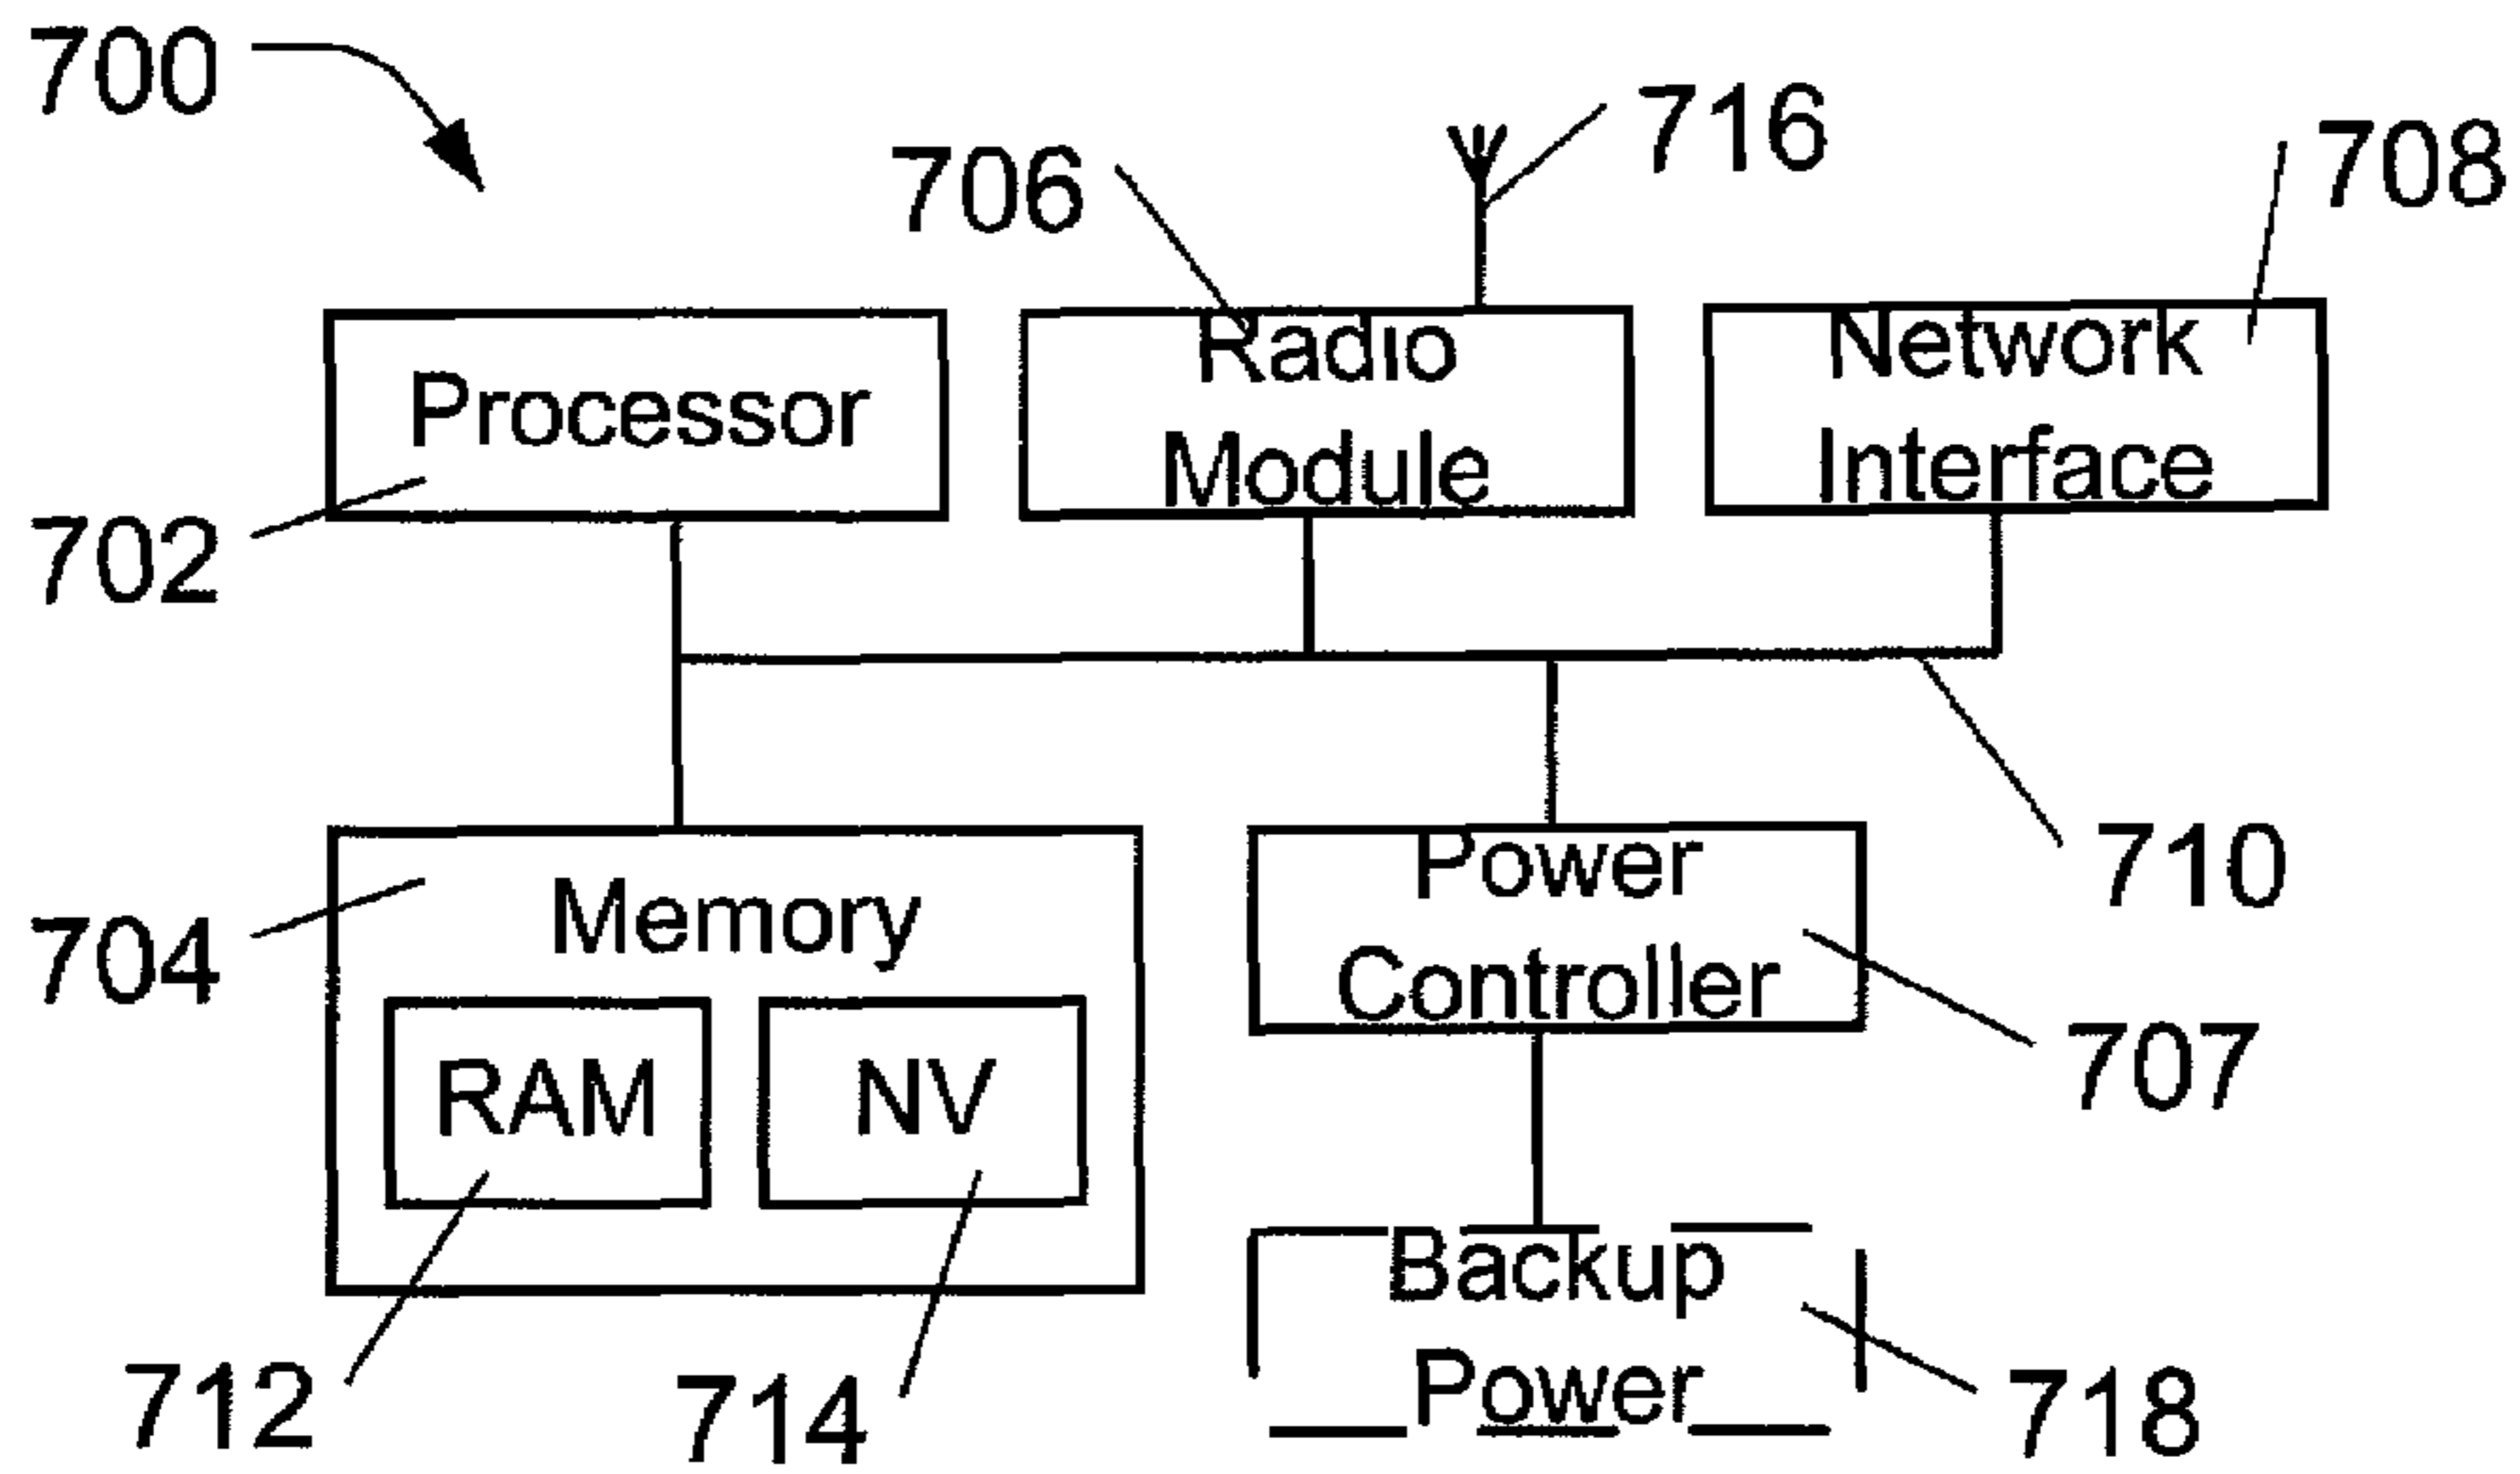 700
716
708
706
Processor
Radio
Module
Network
Interface
702
710
704
Memory
RAM
NV
Power
Controller
707
Backup
Power
712
714
718